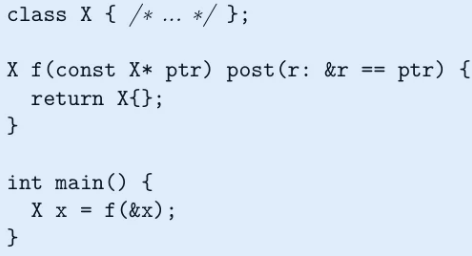 class X { /* ... */ };
X f(const X* ptr) post(r: &r == ptr) {
  return X{};
}
int main() {
  X x = f(&x);
}